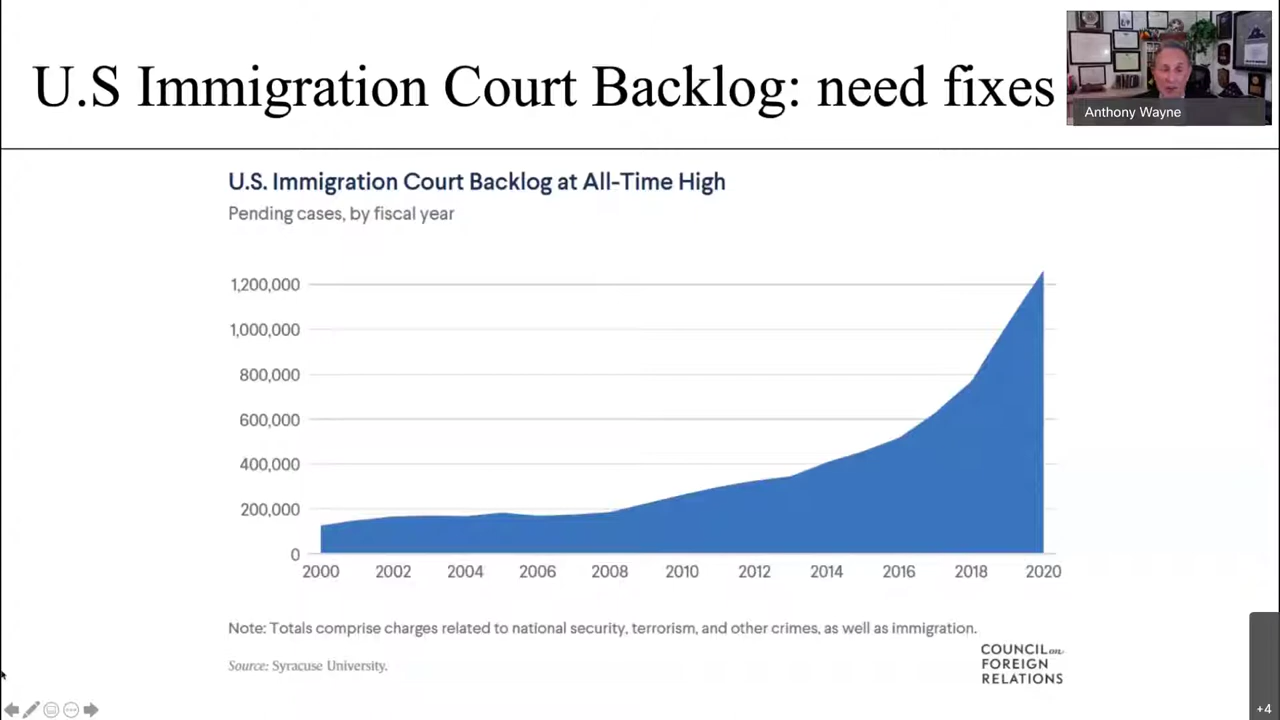 U.S Immigration Court Backlog: need fixes
Anthony Wayne
U.S. Immigration Court Backlog at All-Time High
Pending cases, by fiscal year
1,200,000
1,000,000
800,000
600,000
400,000
200,000
0
2000 2002 2004 2006 2008 2010 2012 2014 2016 2018 2020
Note: Totals comprise charges related to national security, terrorism, and other crimes, as well as immigration.
Source: Syracuse University.
COUNCIL on
FOREIGN
RELATIONS
+4